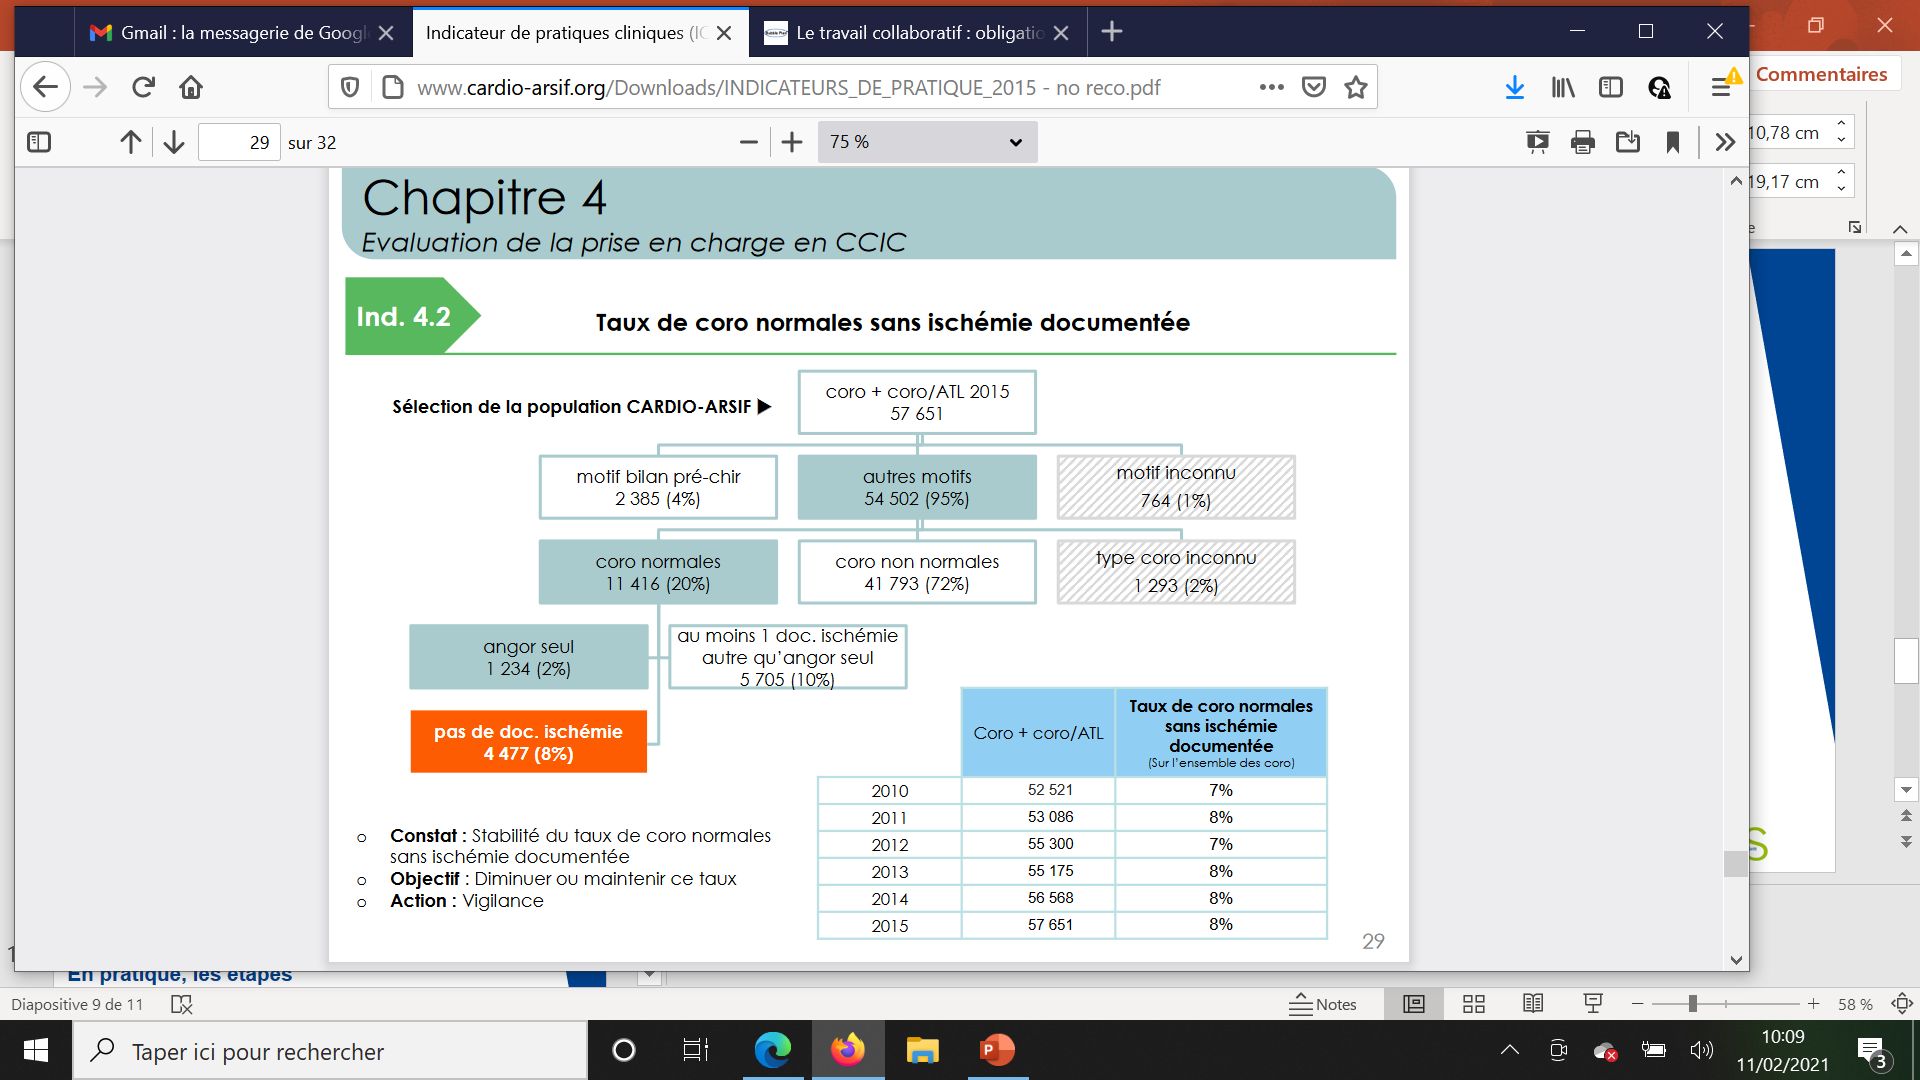 Gmail : la messagerie de Googl
Indicateur de pratiques cliniques (IC
Le travail collaboratif : obligatio
www.cardio-arsif.org/Downloads/INDICATEURS_DE_PRATIQUE_2015 - no reco.pdf
Commentaires
29 sur 32
75 %
10,78 cm
19,17 cm
e
Chapitre 4
Evaluation de la prise en charge en CCIC
Ind. 4.2
Taux de coro normales sans ischémie documentée
Sélection de la population CARDIO-ARSIF ▶
coro + coro/ATL 2015
57 651
motif bilan pré-chir
2 385 (4%)
autres motifs
54 502 (95%)
motif inconnu
764 (1%)
coro normales
11 416 (20%)
coro non normales
41 793 (72%)
type coro inconnu
1 293 (2%)
angor seul
1 234 (2%)
au moins 1 doc. ischémie
autre qu'angor seul
5 705 (10%)
pas de doc. ischémie
4 477 (8%)
Coro + coro/ATL
Taux de coro normales
sans ischémie
documentée
(Sur l'ensemble des coro)
2010 52 521 7%
2011 53 086 8%
2012 55 300 7%
2013 55 175 8%
2014 56 568 8%
2015 57 651 8%
o Constat : Stabilité du taux de coro normales
sans ischémie documentée
o Objectif : Diminuer ou maintenir ce taux
o Action : Vigilance
29
S
1
En pratique, les étapes
Diapositive 9 de 11
Notes
58 %
Taper ici pour rechercher
10:09
11/02/2021
3